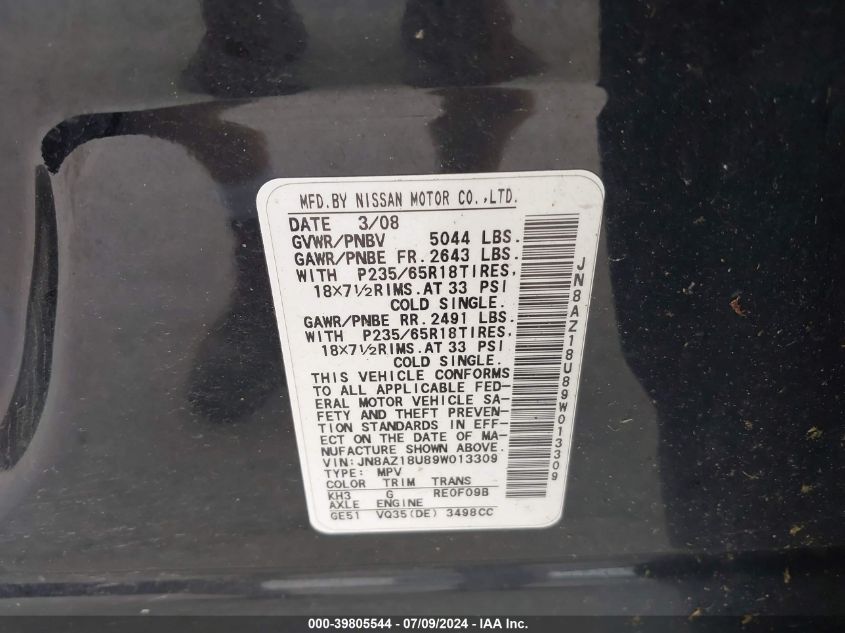 MFD.BY NISSAN MOTOR CO.,LTD.
DATE 3/08
GVWR/PNBV 5044 LBS.
GAWR/PNBE FR.2643 LBS.
WITH P235/65R18TIRES,
18×7½RIMS.AT 33 PSI
COLD SINGLE.
GAWR/PNBE RR.2491 LBS.
WITH P235/65R18TIRES,
18×7½RIMS.AT 33 PSI
COLD SINGLE.
THIS VEHICLE CONFORMS
TO ALL APPLICABLE FED-
ERAL MOTOR VEHICLE SA-
FETY AND THEFT PREVEN-
TION STANDARDS IN EFF-
ECT ON THE DATE OF MA-
NUFACTURE SHOWN ABOVE.
VIN:JN8AZ18U89W013309
TYPE: MPV
COLOR TRIM TRANS
KH3 G RE0F09B
AXLE ENGINE
GE51 VQ35(DE) 3498CC
JN8AZ18U89W013309
000-39805544 - 07/09/2024 - IAA Inc.